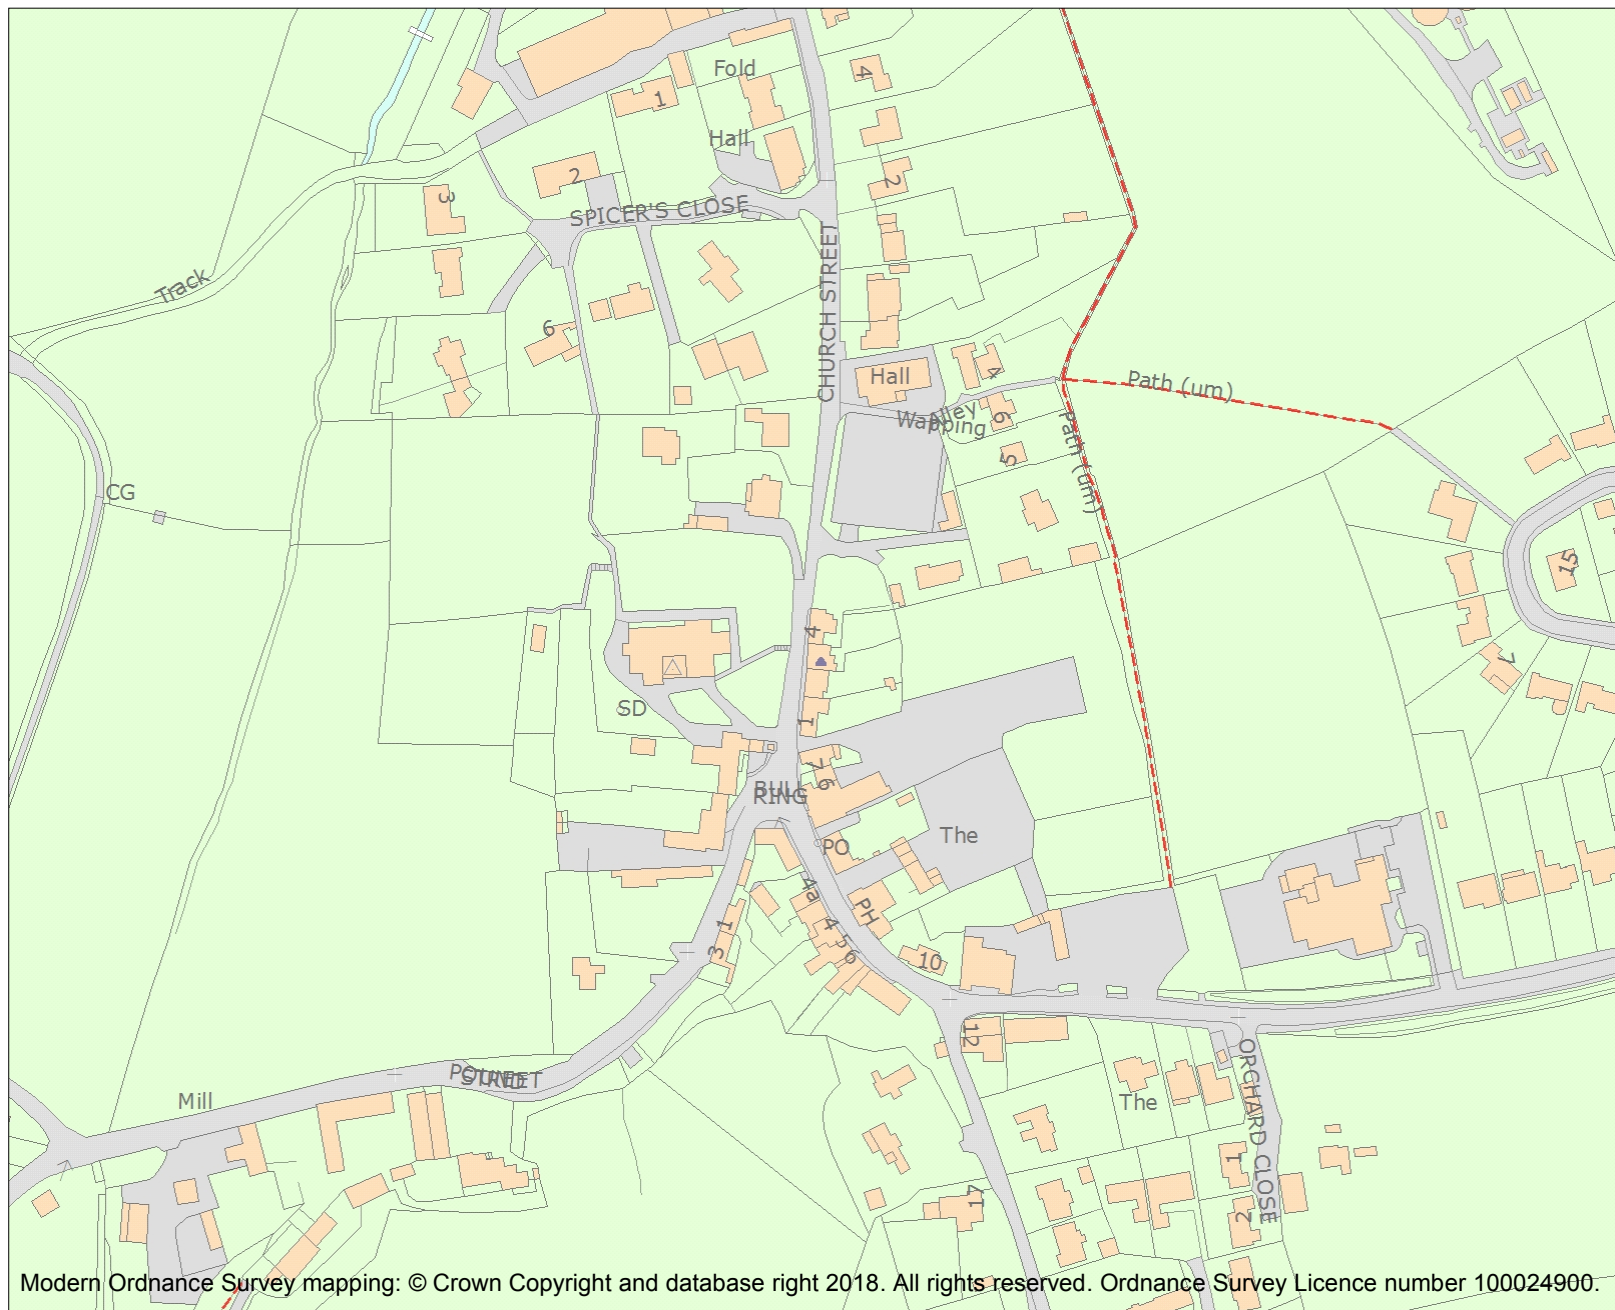 Fold
4
1
Hall
2
2
3
SPICER'S CLOSE
CHURCH STREET
Track
6
Hall
4
Path (um)
Wapping
Alley
6
Path (um)
5
CG
15
4
7
SD
1
7
6
BULL
RING
The
PO
4a
PH
1
4
5
3
6
10
12
ORCHARD CLOSE
POUND
STREET
Mill
The
1
17
2
Modern Ordnance Survey mapping: © Crown Copyright and database right 2018. All rights reserved. Ordnance Survey Licence number 100024900.